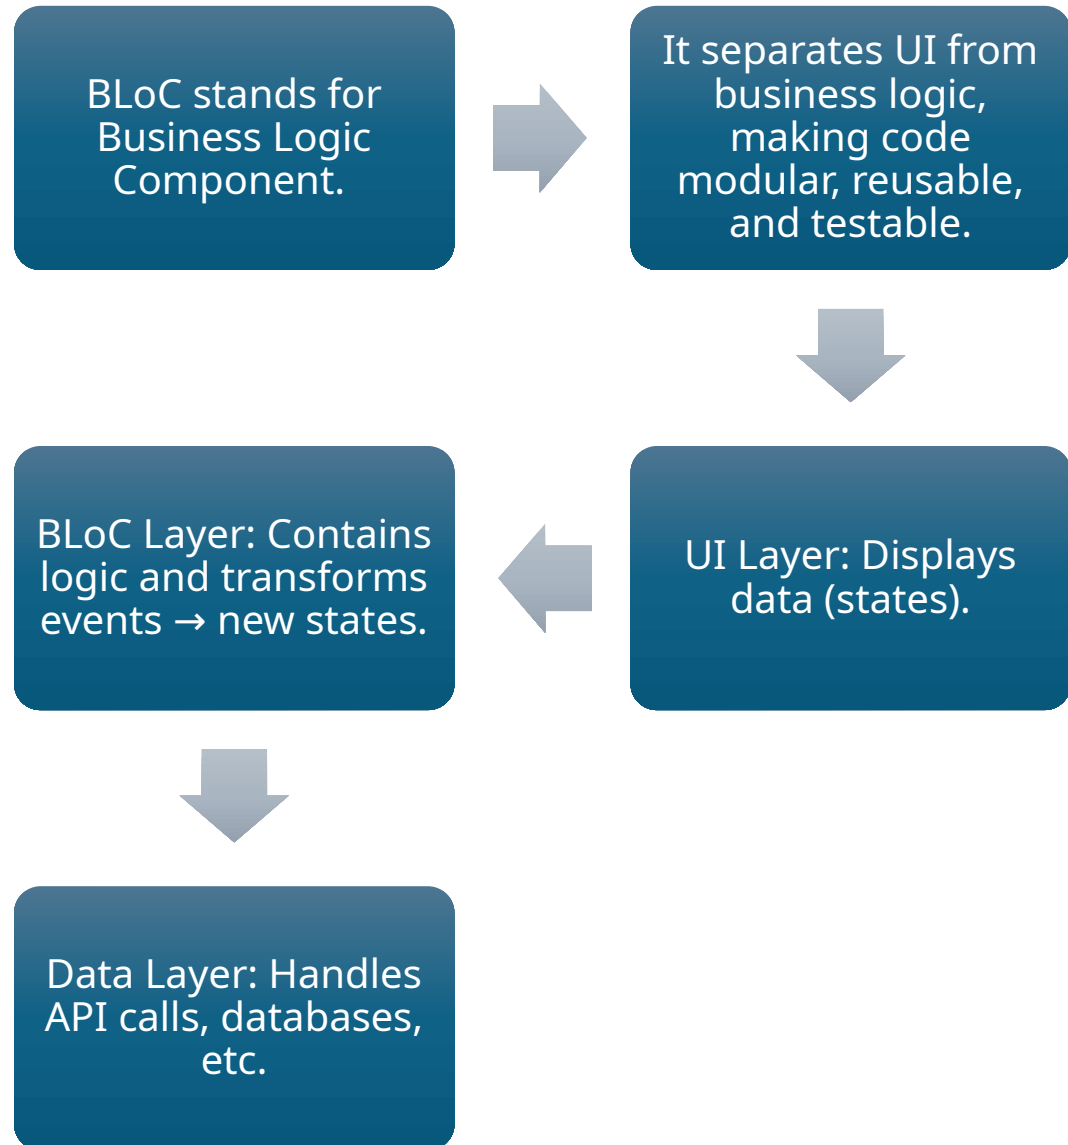 BLoC stands for
Business Logic
Component.
It separates UI from
business logic,
making code
modular, reusable,
and testable.
UI Layer: Displays
data (states).
BLoC Layer: Contains
logic and transforms
events → new states.
Data Layer: Handles
API calls, databases,
etc.